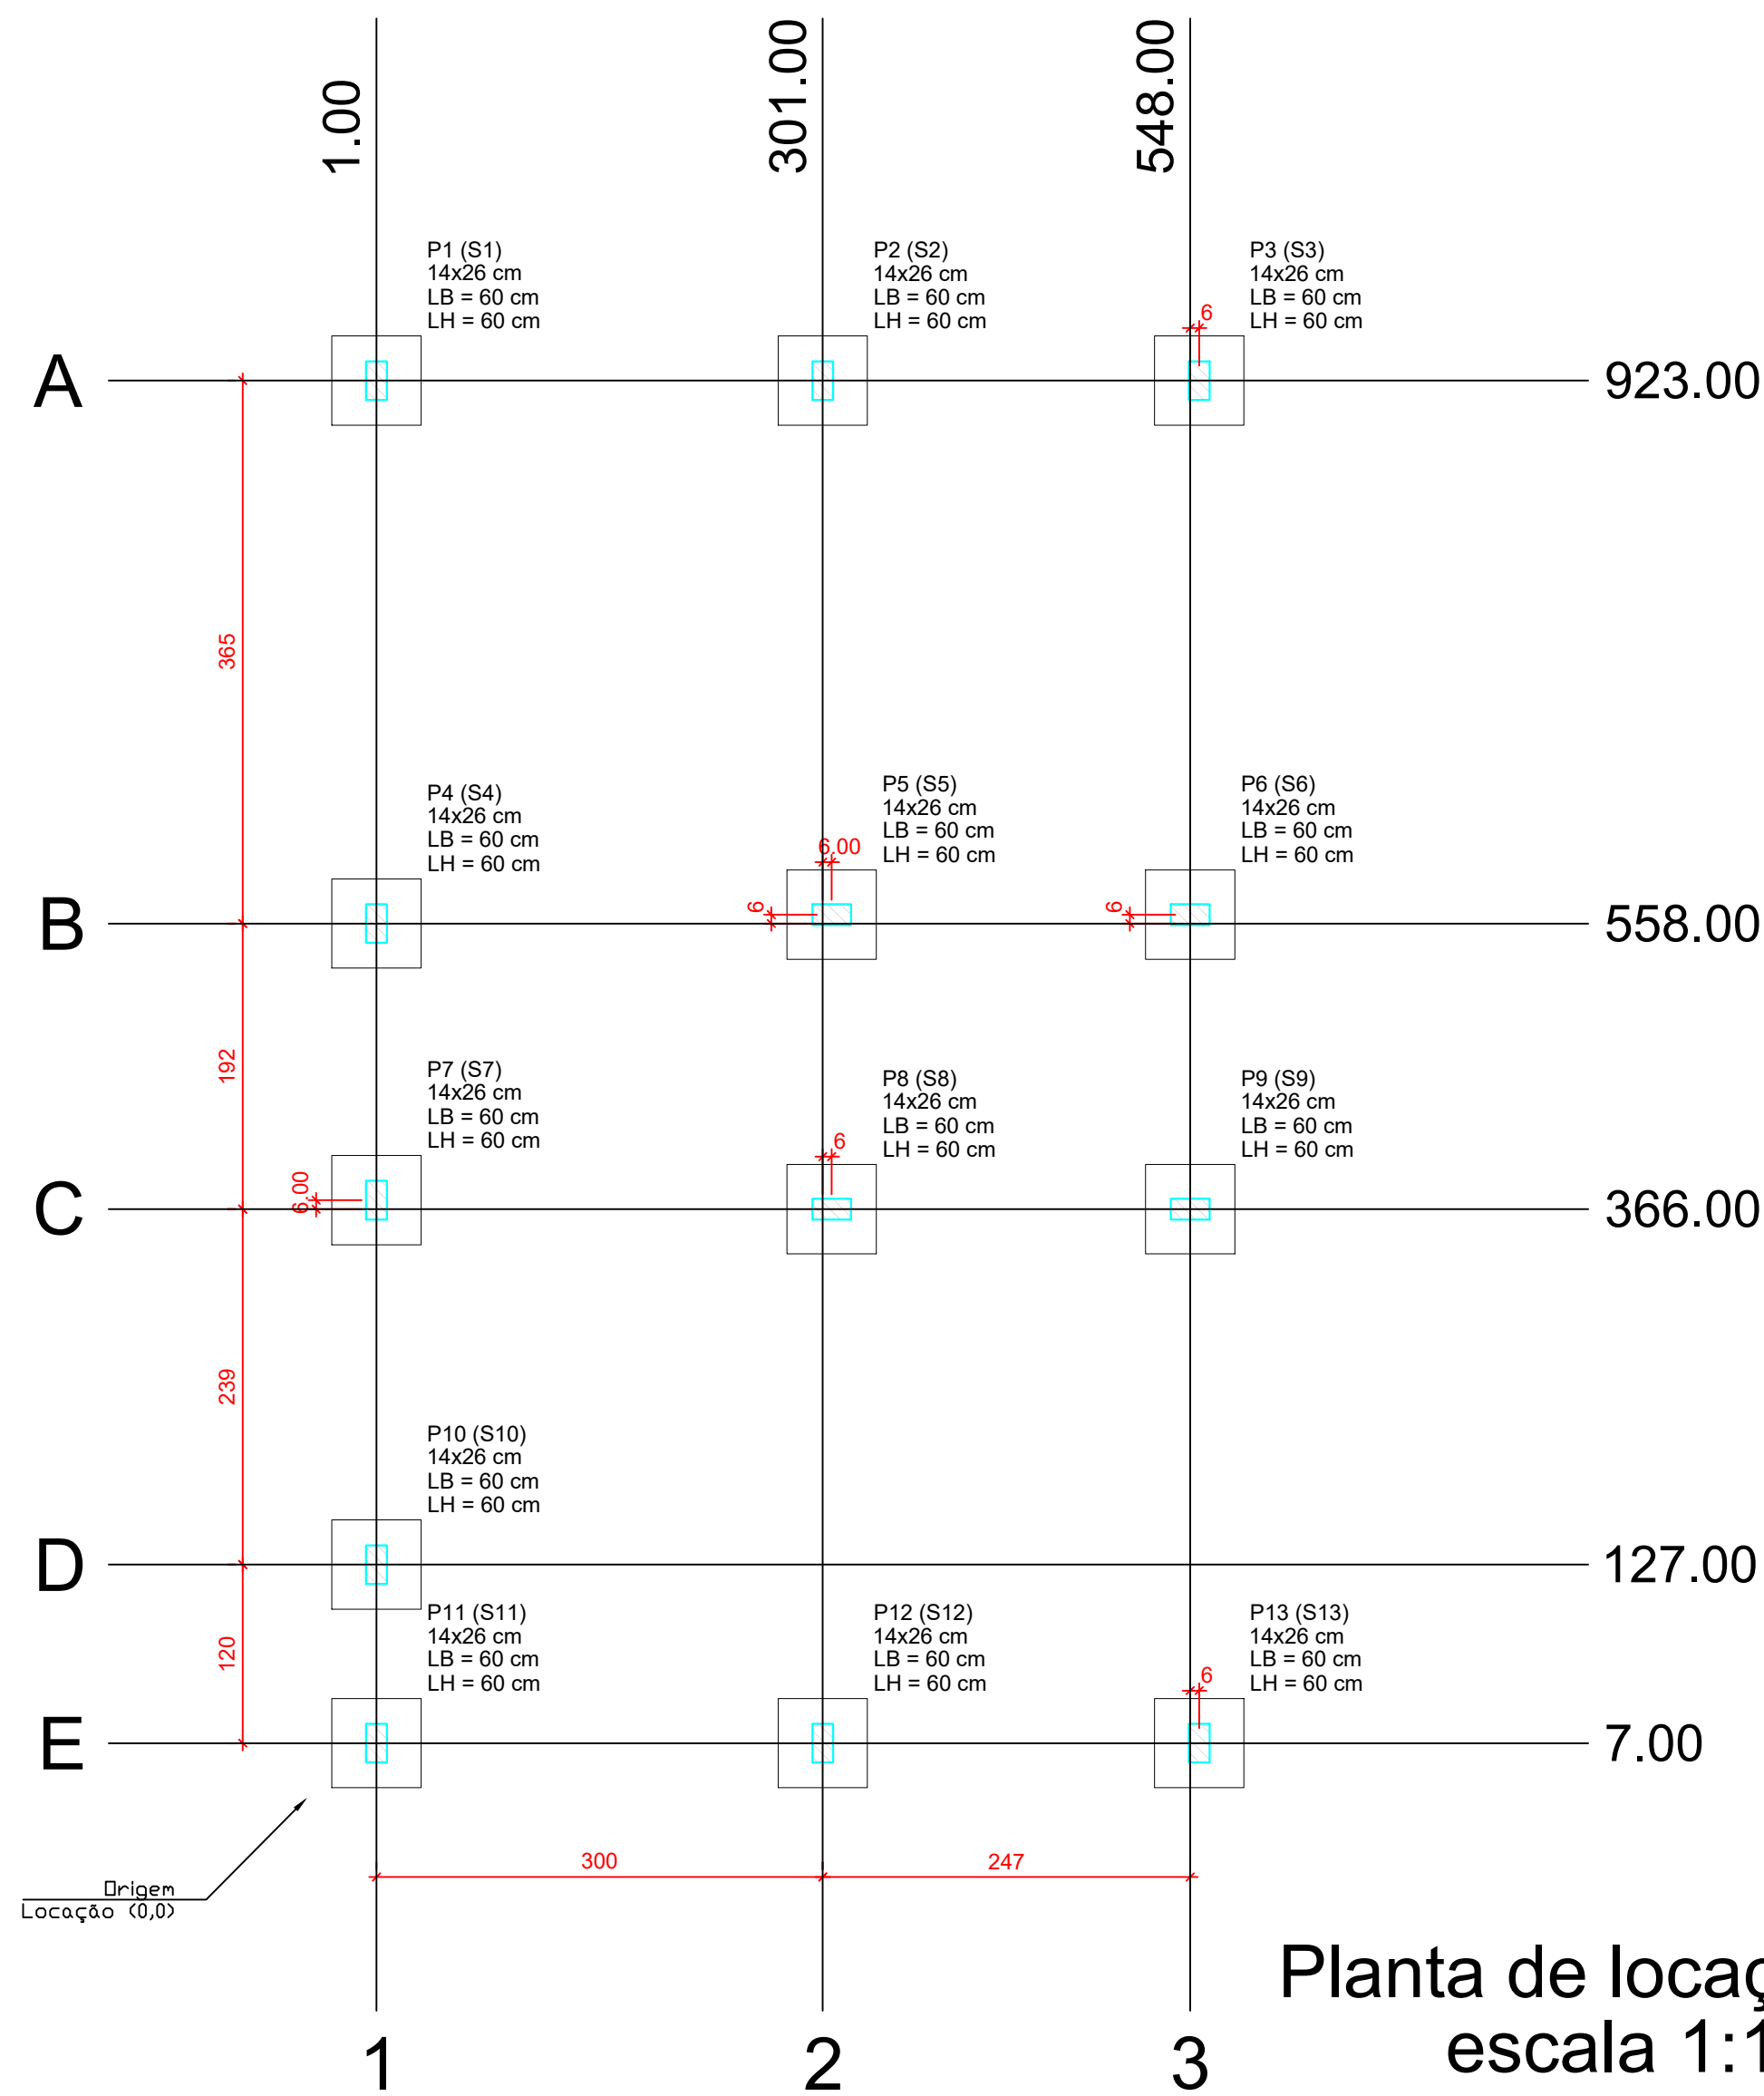 1.00
301.00
548.00
P1 (S1)
14x26 cm
LB = 60 cm
LH = 60 cm
P2 (S2)
14x26 cm
LB = 60 cm
LH = 60 cm
P3 (S3)
14x26 cm
LB = 60 cm
LH = 60 cm
6
A
923.00
365
P4 (S4)
14x26 cm
LB = 60 cm
LH = 60 cm
P5 (S5)
14x26 cm
LB = 60 cm
LH = 60 cm
6.00
6
P6 (S6)
14x26 cm
LB = 60 cm
LH = 60 cm
6
B
558.00
192
P7 (S7)
14x26 cm
LB = 60 cm
LH = 60 cm
6.00
P8 (S8)
14x26 cm
LB = 60 cm
LH = 60 cm
6
P9 (S9)
14x26 cm
LB = 60 cm
LH = 60 cm
C
366.00
239
P10 (S10)
14x26 cm
LB = 60 cm
LH = 60 cm
D
127.00
120
P11 (S11)
14x26 cm
LB = 60 cm
LH = 60 cm
P12 (S12)
14x26 cm
LB = 60 cm
LH = 60 cm
P13 (S13)
14x26 cm
LB = 60 cm
LH = 60 cm
6
E
7.00
300
247
Origem
Locação (0,0)
Planta de
escala
1
2
3